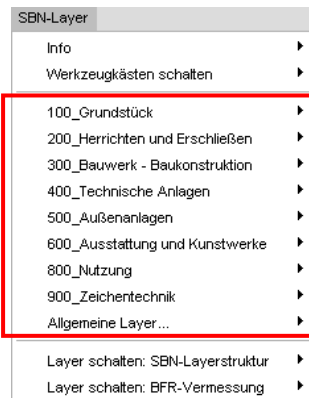 SBN-Layer
Info
Werkzeugkästen schalten
100_Grundstück
200_Herrichten und Erschließen
300_Bauwerk - Baukonstruktion
400_Technische Anlagen
500_Außenanlagen
600_Ausstattung und Kunstwerke
800_Nutzung
900_Zeichentechnik
Allgemeine Layer...
Layer schalten: SBN-Layerstruktur
Layer schalten: BFR-Vermessung